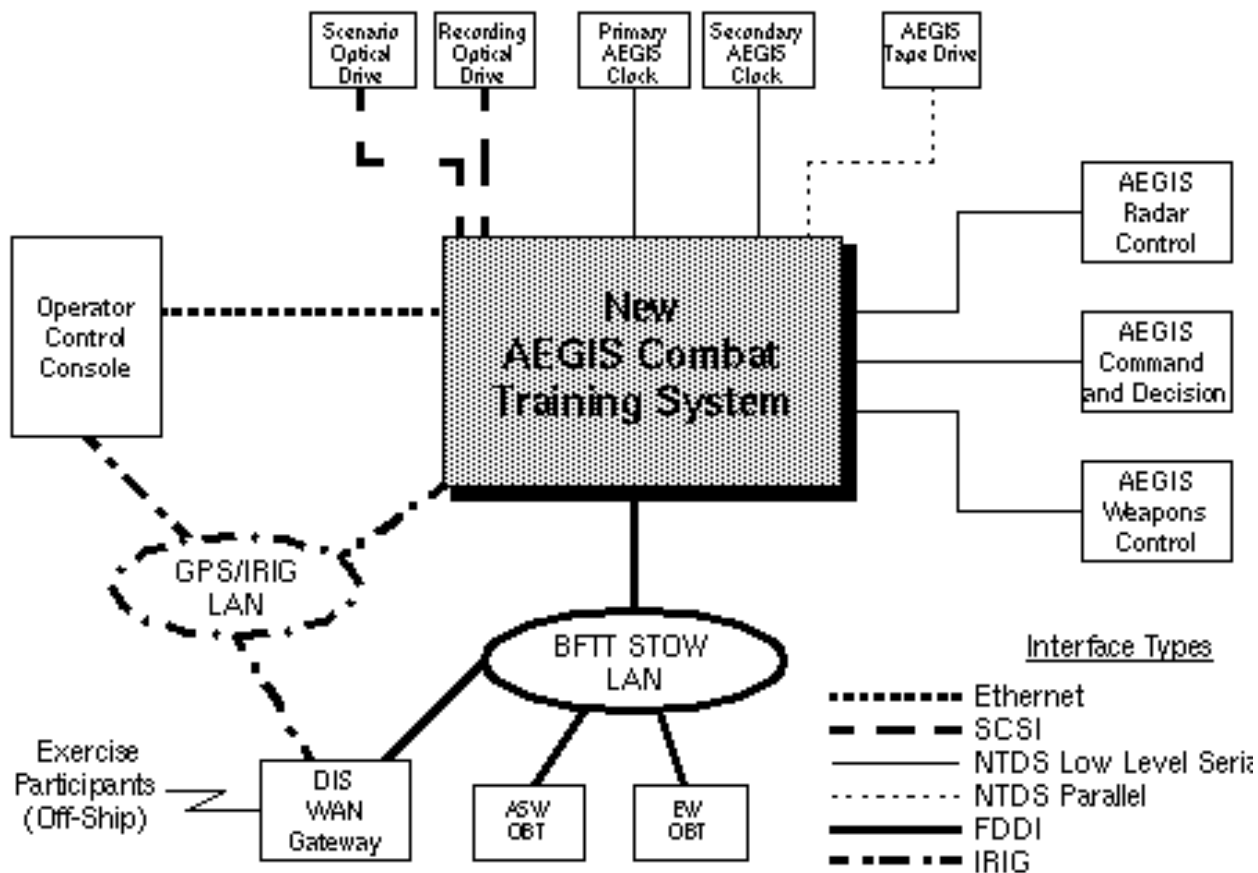 Scenario
Optical
Drive
Recording
Optical
Drive
Primary
AEGIS
Clock
Secondary
AEGIS
Clock
AEGIS
Tape Drive
Operator
Control
Console
New
AEGIS Combat
Training System
AEGIS
Radar
Control
AEGIS
Command
and Decision
AEGIS
Weapons
Control
GPS/IRIG
LAN
BFTT STOW
LAN
Exercise
Participants
(Off-Ship)
DIS
WAN
Gateway
ASW
OBT
EW
OBT
Interface Types
Ethernet
SCSI
NTDS Low Level Seria
NTDS Parallel
FDDI
IRIG